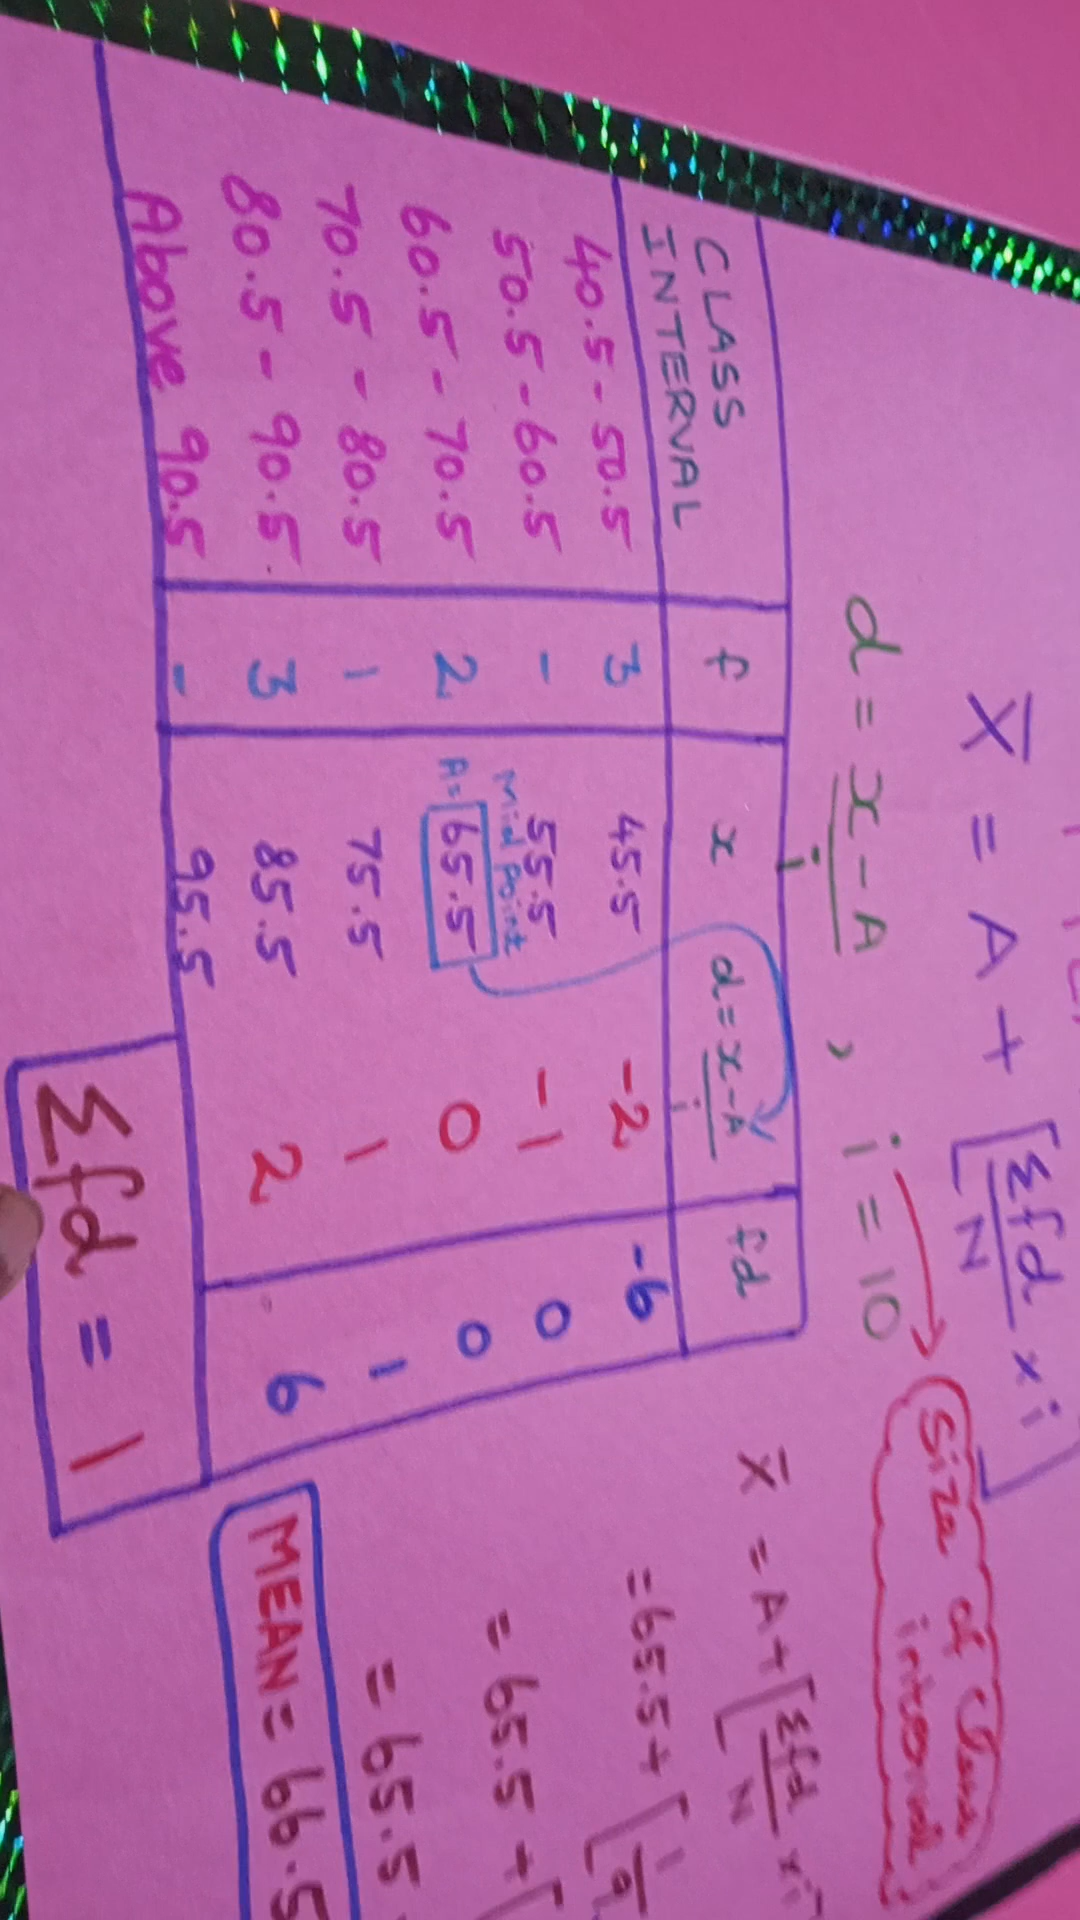 X̄ = A + [Σfd/N × i]
d = x - A/i , i = 10
Size of Class
interval
CLASS INTERVAL f x d = x-A/i fd
40.5 - 50.5 3 45.5 -2 -6
50.5 - 60.5 - 55.5 -1 0
Mid Point
60.5 - 70.5 2 A= 65.5 0 0
70.5 - 80.5 1 75.5 1 1
80.5 - 90.5 3 85.5 2 6
Above 90.5 - 95.5
Σfd = 1
X̄ = A + [Σfd/N × i
= 65.5 + [1/9
= 65.5 + [
= 65.5
MEAN = 66.5